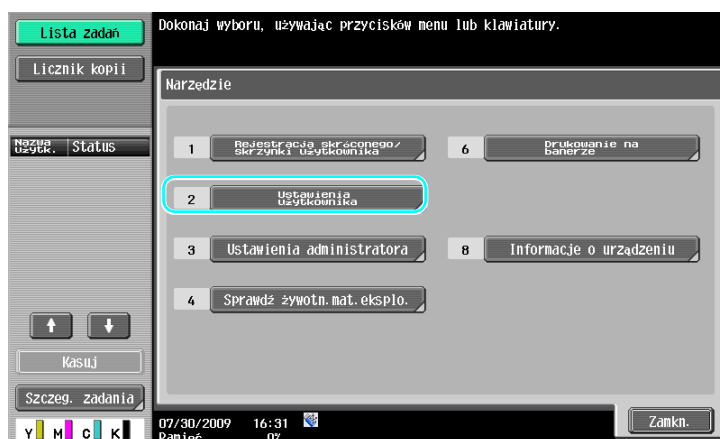 Lista zadań
Licznik kopii
Nazwa użytk.
Status
Kasuj
Szczeg. zadania
Y M C K
Dokonaj wyboru, używając przycisków menu lub klawiatury.
Narzędzie
1 Rejestracja skróconego/
skrzynki użytkownika
2 Ustawienia
użytkownika
3 Ustawienia administratora
4 Sprawdź żywotn.mat.eksplo.
6 Drukowanie na
banerze
8 Informacje o urządzeniu
07/30/2009 16:31
Pamięć 0%
Zamkn.